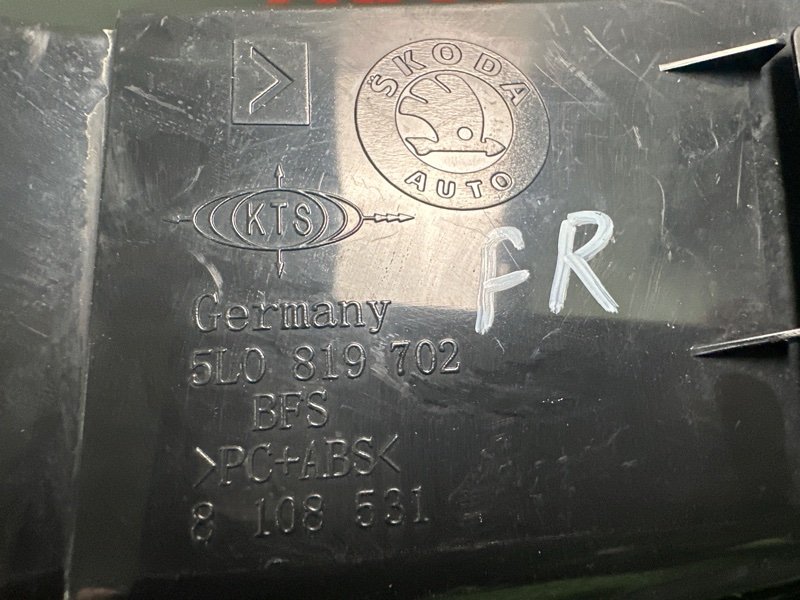 ŠKODA
AUTO
KTS
FR
Germany
5L0 819 702
BFS
>PC+ABS<
8 108 531